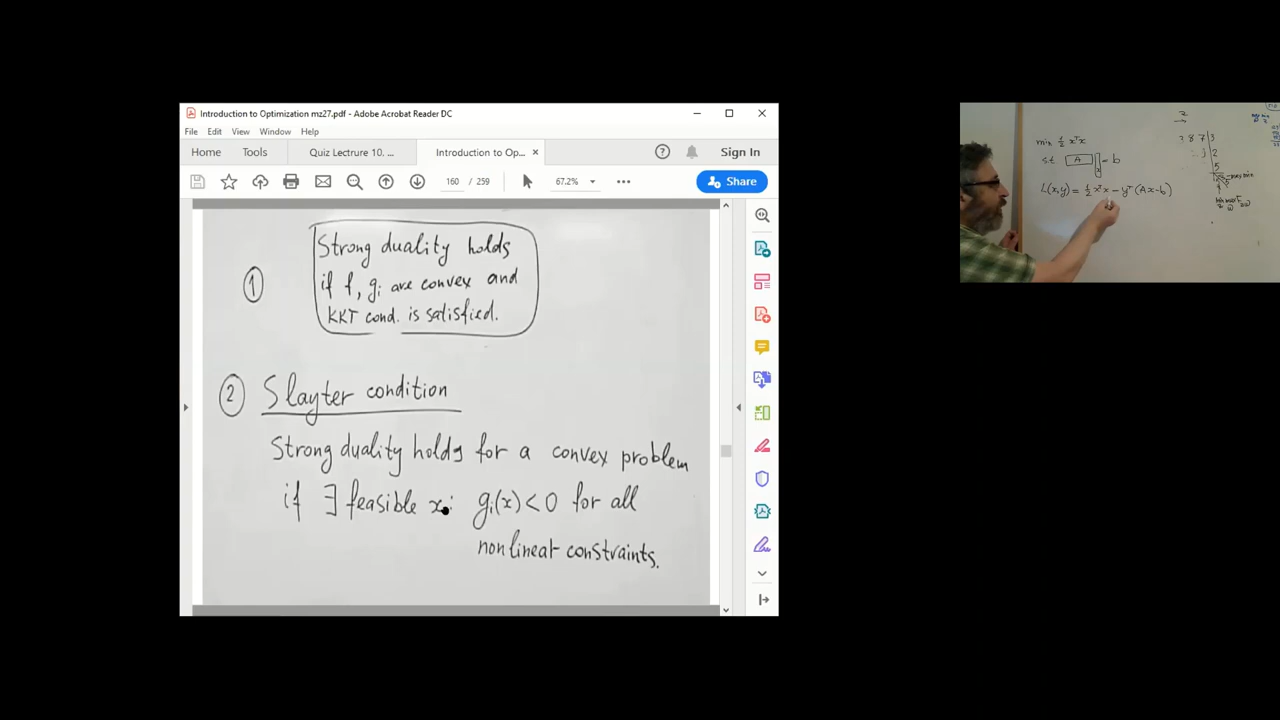 Introduction to Optimization mz27.pdf - Adobe Acrobat Reader DC
File Edit View Window Help
Home Tools Quiz Lecture 10. ... Introduction to Op... × Sign In
160 / 259 67.2% Share
① Strong duality holds
if f, gi are convex and
KKT cond. is satisfied.
② Slayter condition
Strong duality holds for a convex problem
if ∃ feasible x: gi(x) < 0 for all
nonlinear constraints.
min ½ xᵀx
s.t. A x = b
L(x,y) = ½ xᵀx - yᵀ(Ax-b)
max min